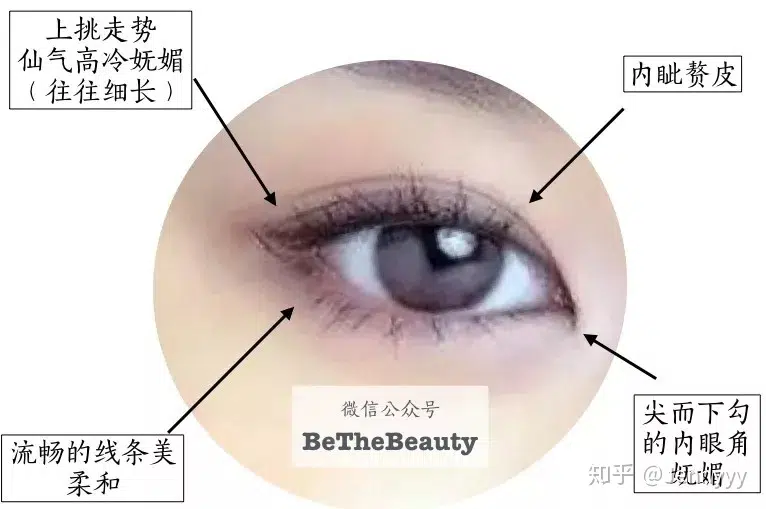 上挑走势
仙气高冷妩媚
（往往细长）
内眦赘皮
微信公众号
BeTheBeauty
流畅的线条美
柔和
尖而下勾
的内眼角
妩媚
知乎